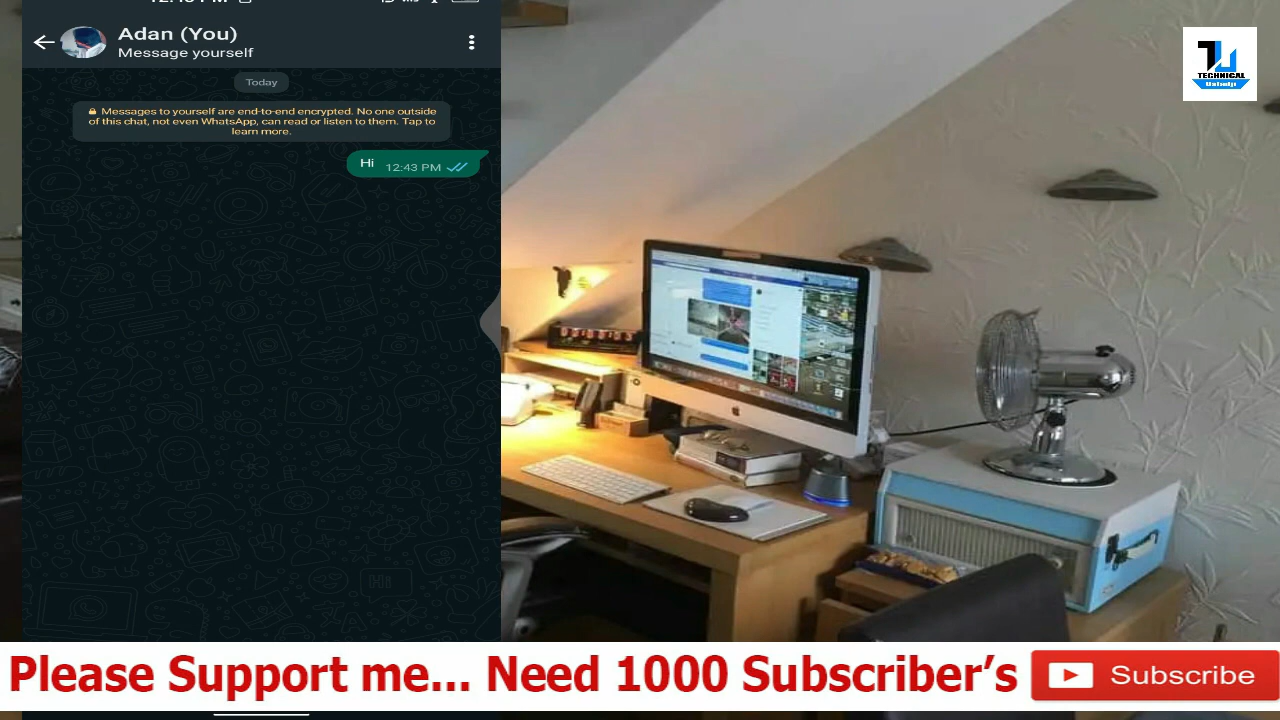 Adan (You)
Message yourself
Today
Messages to yourself are end-to-end encrypted. No one outside
of this chat, not even WhatsApp, can read or listen to them. Tap to
learn more.
Hi 12:43 PM
TECHNICAL
Please Support me... Need 1000 Subscriber’s
Subscribe